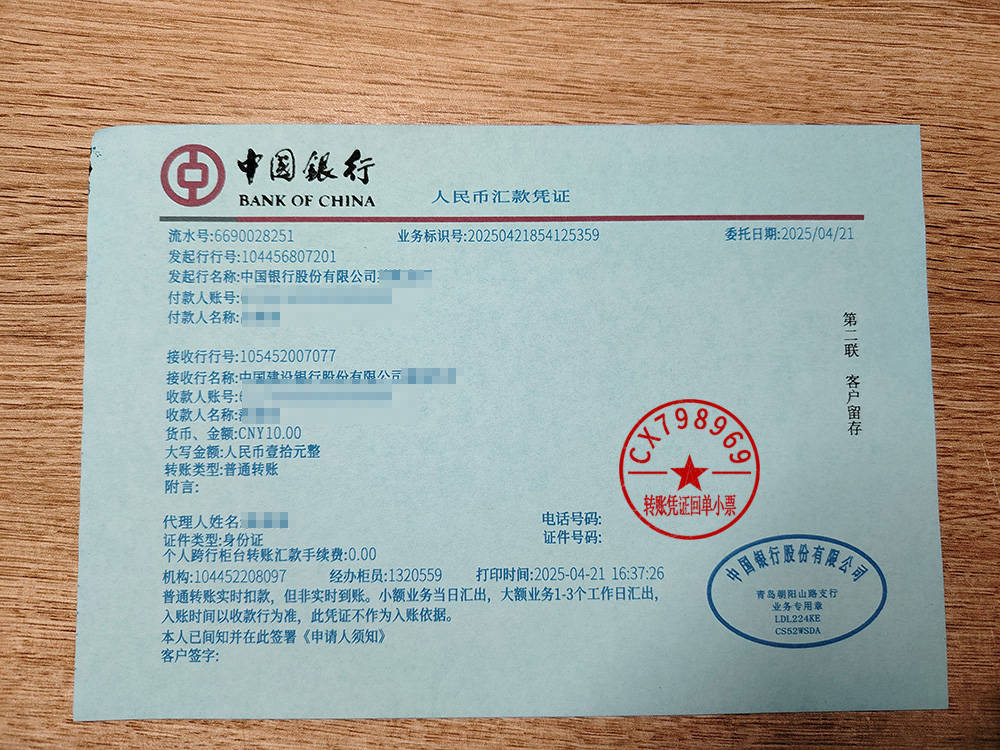 中国银行
BANK OF CHINA
人民币汇款凭证
流水号:6690028251
业务标识号:20250421854125359
委托日期:2025/04/21
发起行行号:104456807201
发起行名称:中国银行股份有限公司
付款人账号:
付款人名称:
接收行行号:105452007077
接收行名称:中国建设银行股份有限公司
收款人账号:
收款人名称:
货币、金额:CNY10.00
大写金额:人民币壹拾元整
转账类型:普通转账
附言:
第二联 客户留存
CX798969
转账凭证回单小票
代理人姓名:
电话号码:
证件类型:身份证
证件号码:
个人跨行柜台转账汇款手续费:0.00
机构:104452208097
经办柜员:1320559
打印时间:2025-04-21 16:37:26
普通转账实时扣款，但非实时到账。小额业务当日汇出，大额业务1-3个工作日汇出，
入账时间以收款行为准，此凭证不作为入账依据。
本人已间知并在此签署《申请人须知》
客户签字:
中国银行股份有限公司
青岛朝阳山路支行
业务专用章
LDL224KE
CS52WSDA